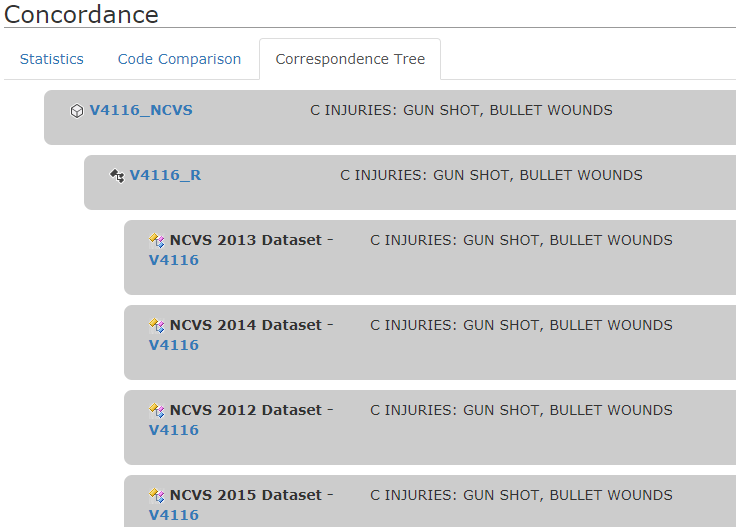 Concordance
Statistics Code Comparison Correspondence Tree
V4116_NCVS C INJURIES: GUN SHOT, BULLET WOUNDS
V4116_R C INJURIES: GUN SHOT, BULLET WOUNDS
NCVS 2013 Dataset - C INJURIES: GUN SHOT, BULLET WOUNDS
V4116
NCVS 2014 Dataset - C INJURIES: GUN SHOT, BULLET WOUNDS
V4116
NCVS 2012 Dataset - C INJURIES: GUN SHOT, BULLET WOUNDS
V4116
NCVS 2015 Dataset - C INJURIES: GUN SHOT, BULLET WOUNDS
V4116